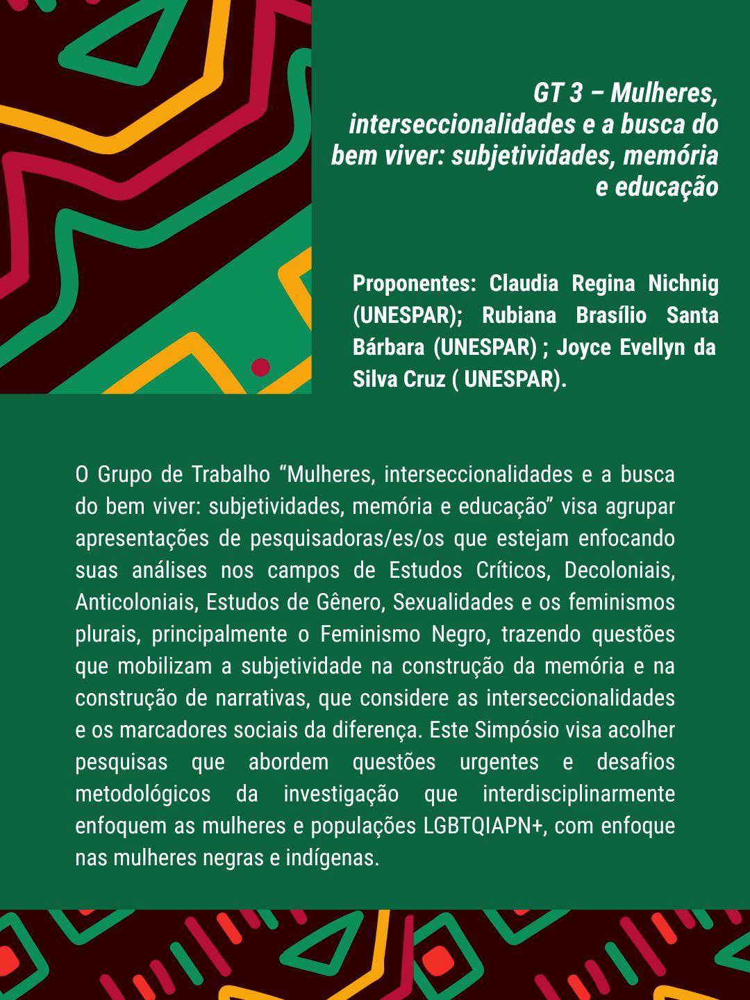 GT 3 – Mulheres,
interseccionalidades e a busca do
bem viver: subjetividades, memória
e educação
Proponentes: Claudia Regina Nichnig
(UNESPAR); Rubiana Brasílio Santa
Bárbara (UNESPAR) ; Joyce Evellyn da
Silva Cruz ( UNESPAR).
O Grupo de Trabalho “Mulheres, interseccionalidades e a busca
do bem viver: subjetividades, memória e educação” visa agrupar
apresentações de pesquisadoras/es/os que estejam enfocando
suas análises nos campos de Estudos Críticos, Decoloniais,
Anticoloniais, Estudos de Gênero, Sexualidades e os feminismos
plurais, principalmente o Feminismo Negro, trazendo questões
que mobilizam a subjetividade na construção da memória e na
construção de narrativas, que considere as interseccionalidades
e os marcadores sociais da diferença. Este Simpósio visa acolher
pesquisas que abordem questões urgentes e desafios
metodológicos da investigação que interdisciplinarmente
enfoquem as mulheres e populações LGBTQIAPN+, com enfoque
nas mulheres negras e indígenas.